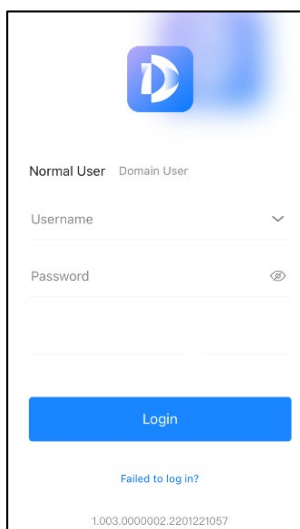 Normal User Domain User
Username
Password
Login
Failed to log in?
1.003.0000002.2201221057